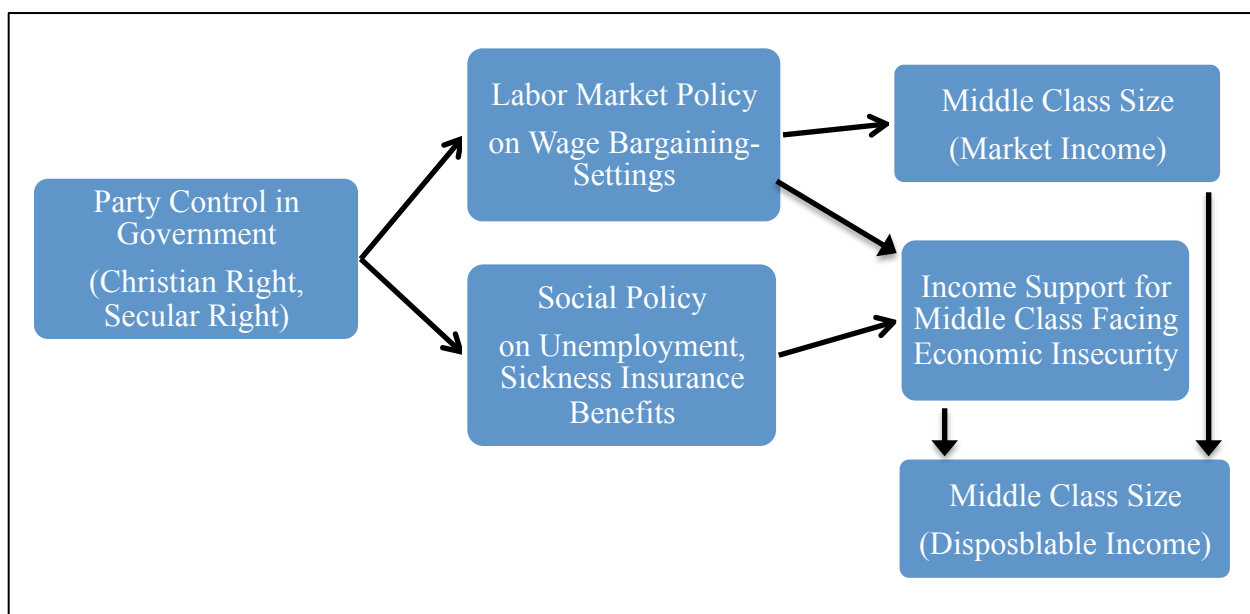 Party Control in
Government
(Christian Right,
Secular Right)
Labor Market Policy
on Wage Bargaining-
Settings
Social Policy
on Unemployment,
Sickness Insurance
Benefits
Middle Class Size
(Market Income)
Income Support for
Middle Class Facing
Economic Insecurity
Middle Class Size
(Disposblable Income)